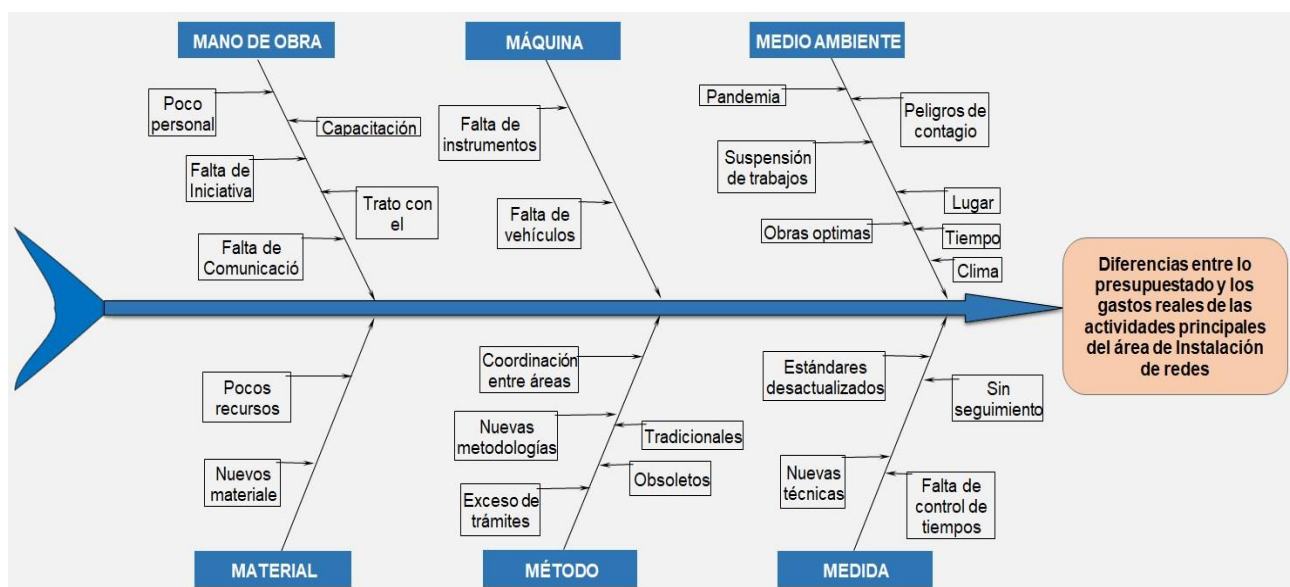 MANO DE OBRA
MÁQUINA
MEDIO AMBIENTE
Poco
personal
Capacitación
Falta de
Iniciativa
Trato con
el
Falta de
Comunicació
Falta de
instrumentos
Falta de
vehículos
Pandemia
Peligros de
contagio
Suspensión
de trabajos
Lugar
Obras optimas
Tiempo
Clima
Diferencias entre lo
presupuestado y los
gastos reales de las
actividades principales
del área de Instalación
de redes
Pocos
recursos
Nuevos
materiale
Coordinación
entre áreas
Nuevas
metodologías
Tradicionales
Obsoletos
Exceso de
trámites
Estándares
desactualizados
Sin
seguimiento
Nuevas
técnicas
Falta de
control de
tiempos
MATERIAL
MÉTODO
MEDIDA